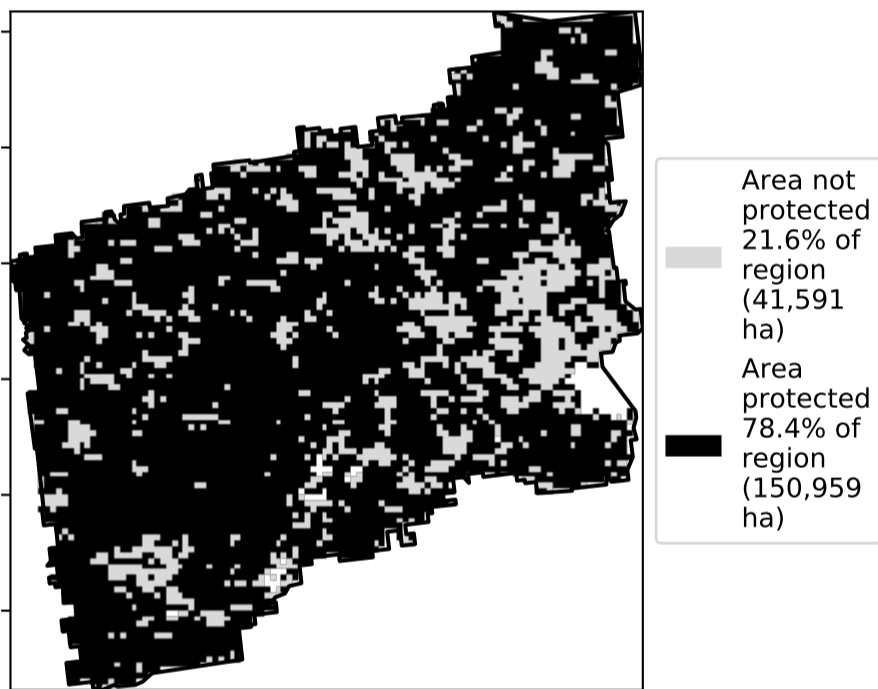 Area not
protected
21.6% of
region
(41,591
ha)
Area
protected
78.4% of
region
(150,959
ha)